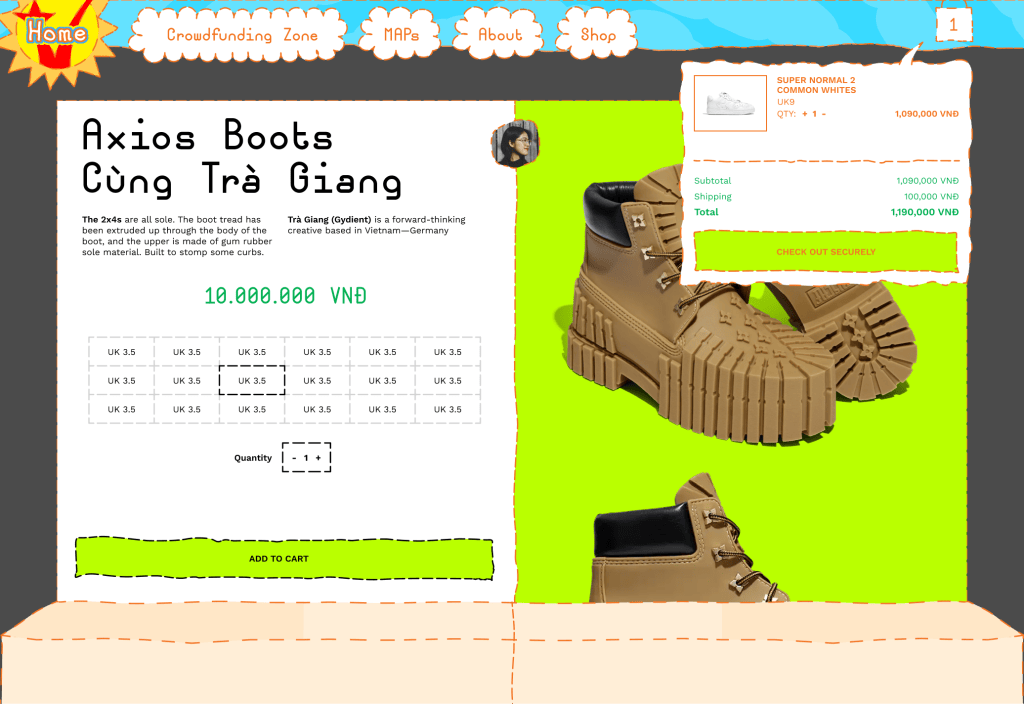 Home
Crowdfunding Zone
MAPs
About
Shop
1
SUPER NORMAL 2
COMMON WHITES
UK9
QTY: + 1 -
1,090,000 VNĐ
Subtotal
1,090,000 VNĐ
Shipping
100,000 VNĐ
Total
1,190,000 VNĐ
CHECK OUT SECURELY
Axios Boots
Cùng Trà Giang
The 2x4s are all sole. The boot tread has
been extruded up through the body of the
boot, and the upper is made of gum rubber
sole material. Built to stomp some curbs.
Trà Giang (Gydient) is a forward-thinking
creative based in Vietnam—Germany
10.000.000 VNĐ
UK 3.5 UK 3.5 UK 3.5 UK 3.5 UK 3.5 UK 3.5
UK 3.5 UK 3.5 UK 3.5 UK 3.5 UK 3.5 UK 3.5
UK 3.5 UK 3.5 UK 3.5 UK 3.5 UK 3.5 UK 3.5
Quantity - 1 +
ADD TO CART